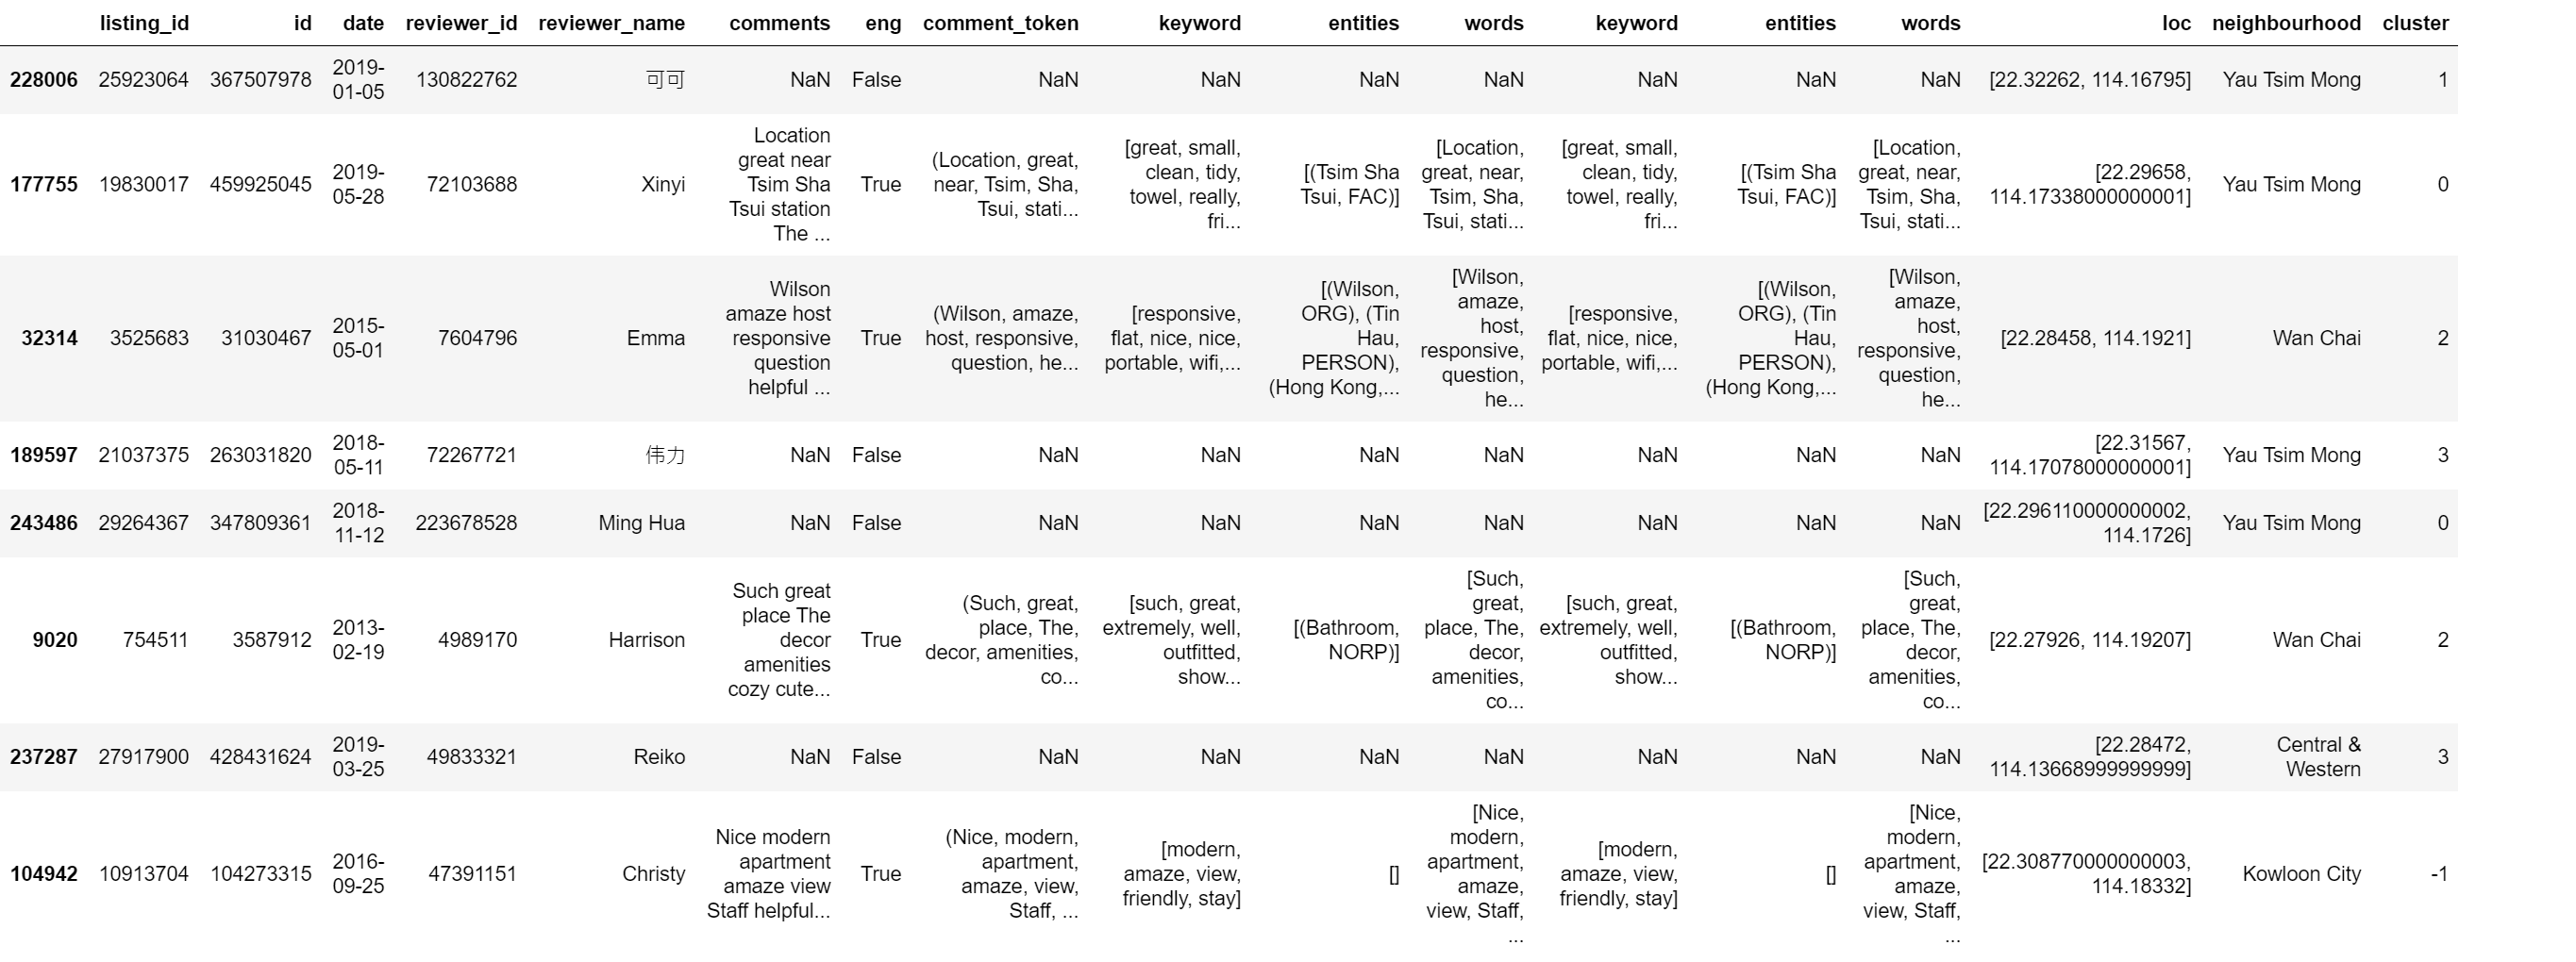 listing_id id date reviewer_id reviewer_name comments eng comment_token keyword entities words keyword entities words loc neighbourhood cluster
228006 25923064 367507978 2019-01-05 130822762 可可 NaN False NaN NaN NaN NaN NaN NaN NaN [22.32262, 114.16795] Yau Tsim Mong 1
177755 19830017 459925045 2019-05-28 72103688 Xinyi Location great near Tsim Sha Tsui station The ... True (Location, great, near, Tsim, Sha, Tsui, stati... [great, small, clean, tidy, towel, really, fri... [(Tsim Sha Tsui, FAC)] [Location, great, near, Tsim, Sha, Tsui, stati... [great, small, clean, tidy, towel, really, fri... [(Tsim Sha Tsui, FAC)] [Location, great, near, Tsim, Sha, Tsui, stati... [22.29658, 114.17338000000001] Yau Tsim Mong 0
32314 3525683 31030467 2015-05-01 7604796 Emma Wilson amaze host responsive question helpful ... True (Wilson, amaze, host, responsive, question, he... [responsive, flat, nice, nice, portable, wifi,... [(Wilson, ORG), (Tin Hau, PERSON), (Hong Kong,... [Wilson, amaze, host, responsive, question, he... [responsive, flat, nice, nice, portable, wifi,... [(Wilson, ORG), (Tin Hau, PERSON), (Hong Kong,... [Wilson, amaze, host, responsive, question, he... [22.28458, 114.1921] Wan Chai 2
189597 21037375 263031820 2018-05-11 72267721 伟力 NaN False NaN NaN NaN NaN NaN NaN NaN [22.31567, 114.17078000000001] Yau Tsim Mong 3
243486 29264367 347809361 2018-11-12 223678528 Ming Hua NaN False NaN NaN NaN NaN NaN NaN NaN [22.296110000000002, 114.1726] Yau Tsim Mong 0
9020 754511 3587912 2013-02-19 4989170 Harrison Such great place The decor amenities cozy cute... True (Such, great, place, The, decor, amenities, co... [such, great, extremely, well, outfitted, show... [(Bathroom, NORP)] [Such, great, place, The, decor, amenities, co... [such, great, extremely, well, outfitted, show... [(Bathroom, NORP)] [Such, great, place, The, decor, amenities, co... [22.27926, 114.19207] Wan Chai 2
237287 27917900 428431624 2019-03-25 49833321 Reiko NaN False NaN NaN NaN NaN NaN NaN NaN [22.28472, 114.13668999999999] Central & Western 3
104942 10913704 104273315 2016-09-25 47391151 Christy Nice modern apartment amaze view Staff helpful... True (Nice, modern, apartment, amaze, view, Staff, ... [modern, amaze, view, friendly, stay] [] [Nice, modern, apartment, amaze, view, Staff, ... [modern, amaze, view, friendly, stay] [] [Nice, modern, apartment, amaze, view, Staff, ... [22.308770000000003, 114.18332] Kowloon City -1